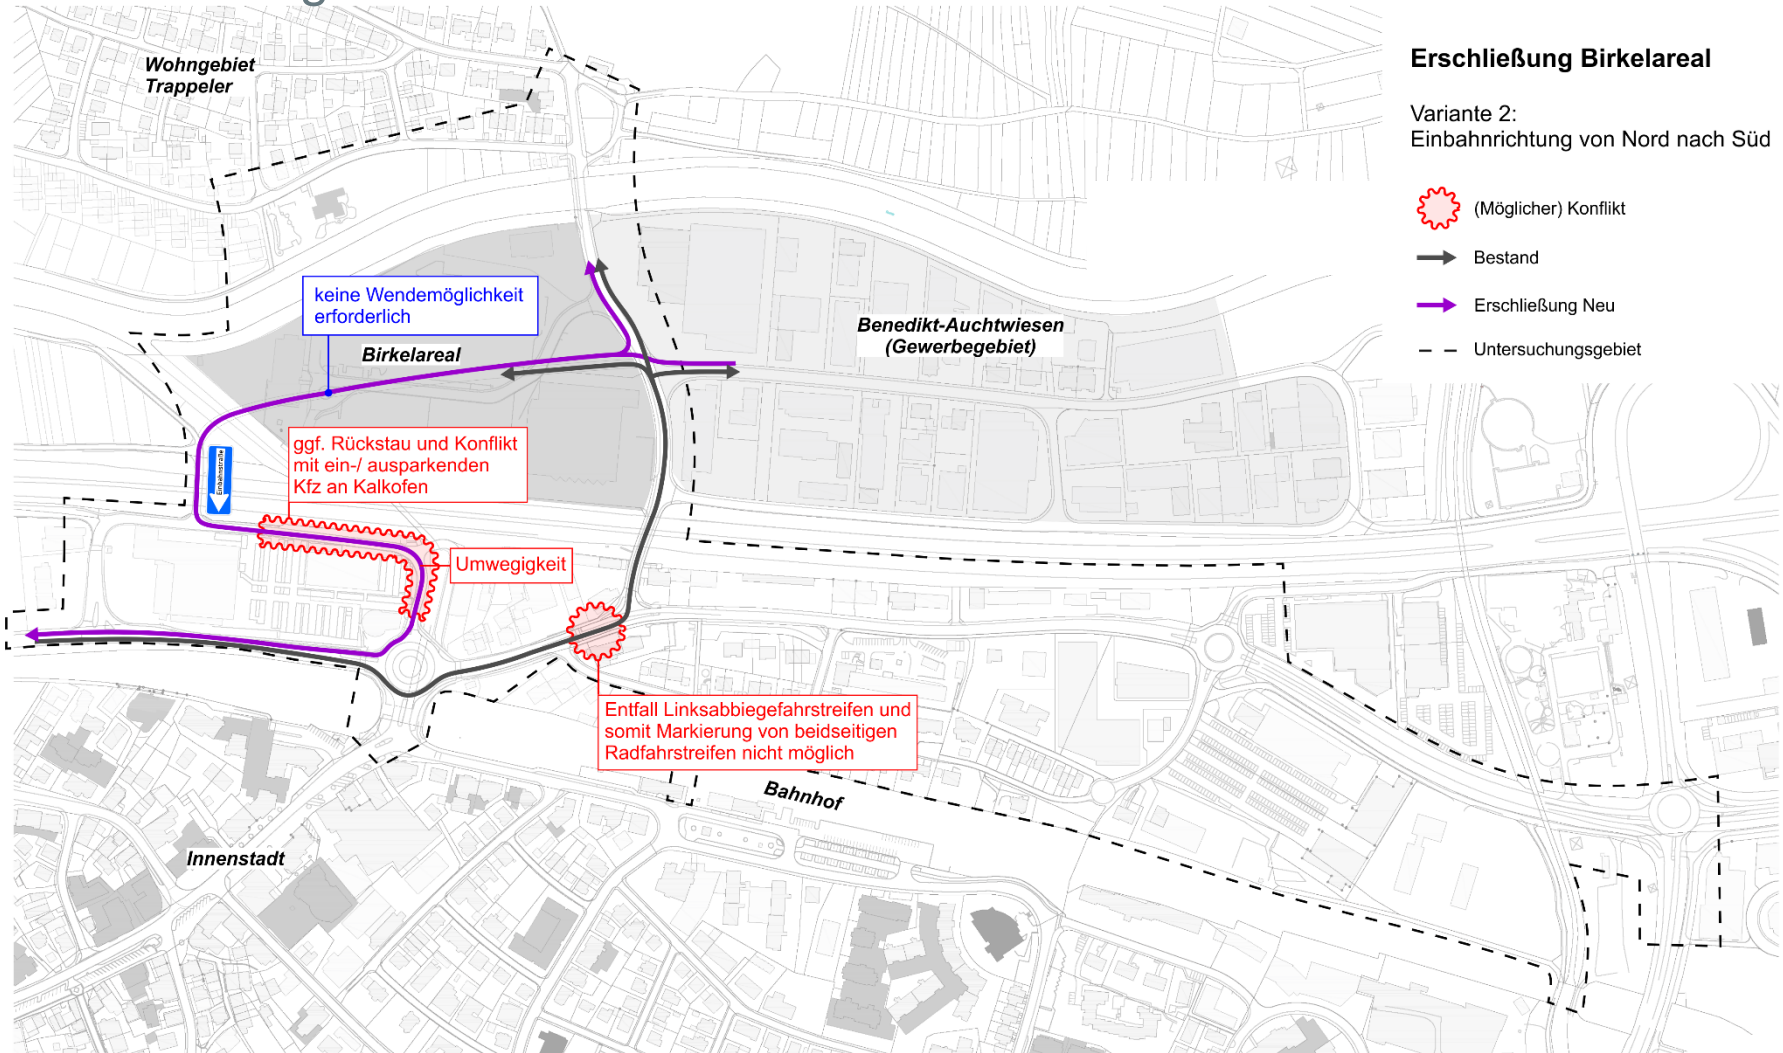 Erschließung Birkelareal
Variante 2:
Einbahnrichtung von Nord nach Süd
(Möglicher) Konflikt
Bestand
Erschließung Neu
Untersuchungsgebiet
Wohngebiet
Trappeler
keine Wendemöglichkeit
erforderlich
Birkelareal
Benedikt-Auchtwiesen
(Gewerbegebiet)
ggf. Rückstau und Konflikt
mit ein-/ ausparkenden
Kfz an Kalkofen
Einbahnstraße
Umwegigkeit
Entfall Linksabbiegefahrstreifen und
somit Markierung von beidseitigen
Radfahrstreifen nicht möglich
Bahnhof
Innenstadt